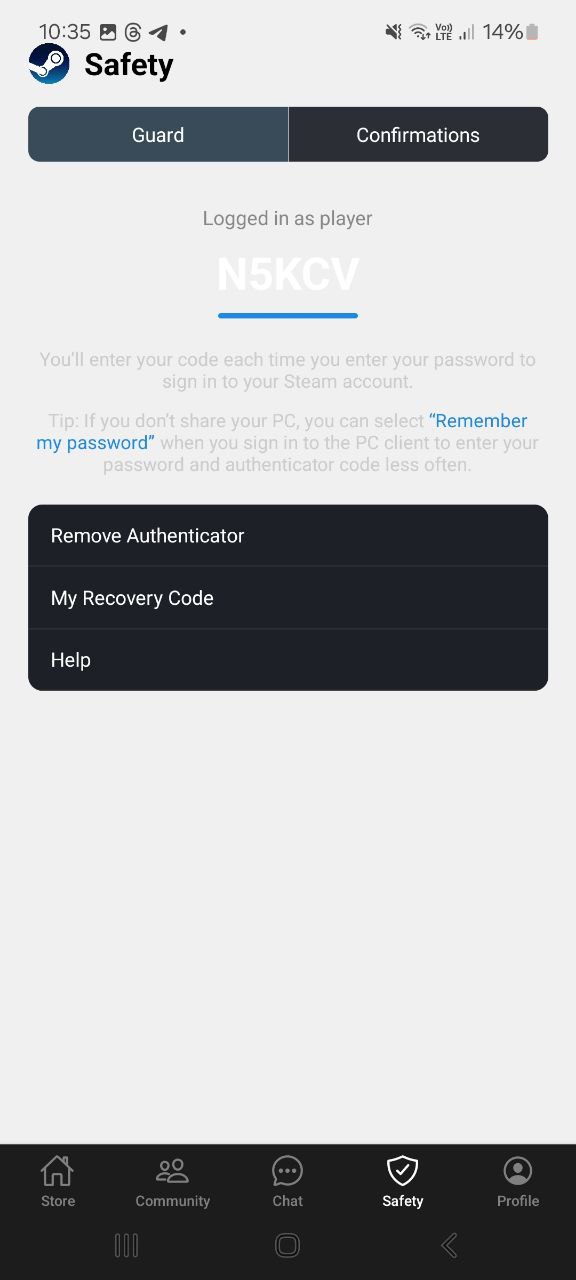 10:35
Vo))
LTE
14%
Safety
Guard
Confirmations
Logged in as player
N5KCV
You'll enter your code each time you enter your password to
sign in to your Steam account.
Tip: If you don't share your PC, you can select “Remember
my password” when you sign in to the PC client to enter your
password and authenticator code less often.
Remove Authenticator
My Recovery Code
Help
Store
Community
Chat
Safety
Profile